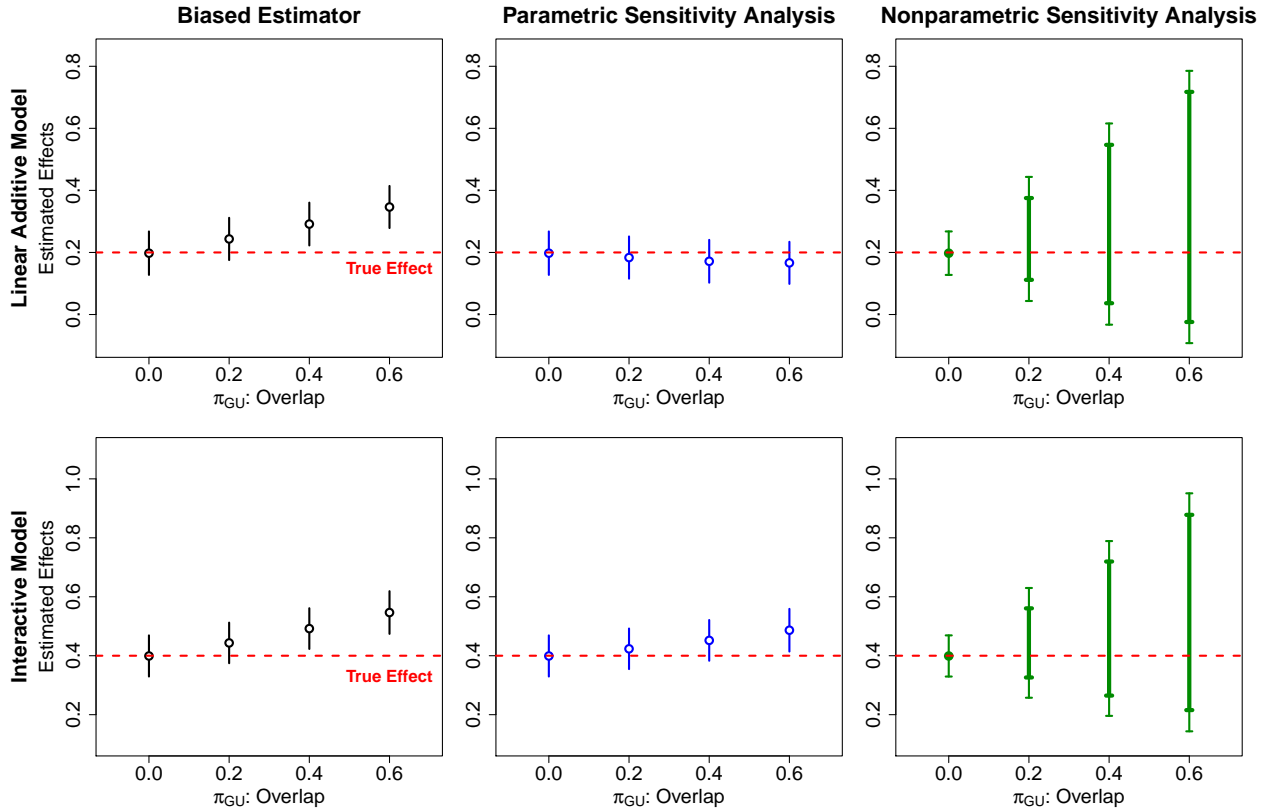 Biased Estimator
Parametric Sensitivity Analysis
Nonparametric Sensitivity Analysis
Linear Additive Model
Estimated Effects
0.8
0.6
0.4
0.2
0.0
True Effect
0.0 0.2 0.4 0.6
πGU: Overlap
0.8
0.6
0.4
0.2
0.0
0.0 0.2 0.4 0.6
πGU: Overlap
0.8
0.6
0.4
0.2
0.0
0.0 0.2 0.4 0.6
πGU: Overlap
Interactive Model
Estimated Effects
1.0
0.8
0.6
0.4
0.2
True Effect
0.0 0.2 0.4 0.6
πGU: Overlap
1.0
0.8
0.6
0.4
0.2
0.0 0.2 0.4 0.6
πGU: Overlap
1.0
0.8
0.6
0.4
0.2
0.0 0.2 0.4 0.6
πGU: Overlap